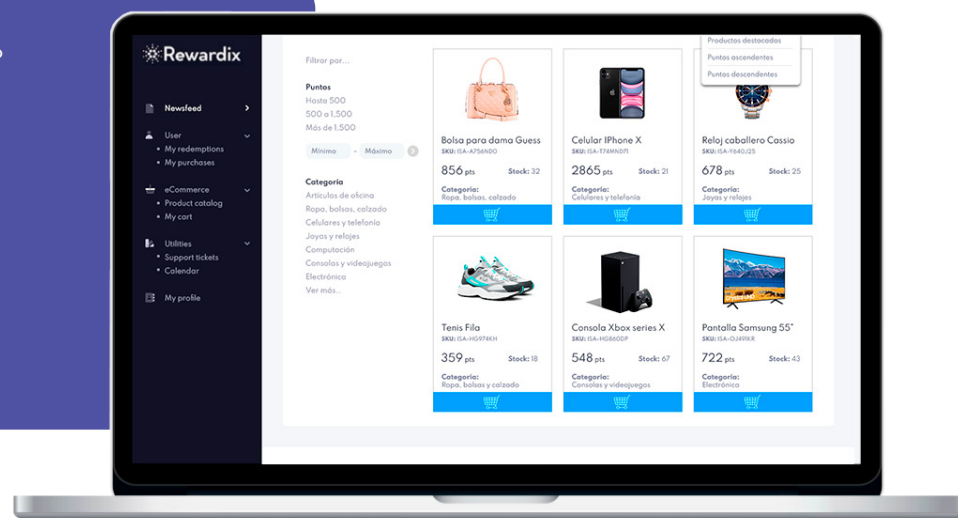 Rewardix
Newsfeed
User
My redemptions
My purchases
eCommerce
Product catalog
My cart
Utilities
Support tickets
Calendar
My profile
Filtrar por...
Puntos
Hasta 500
500 a 1,500
Más de 1,500
Mínimo - Máximo
Categoría
Artículos de oficina
Ropa, bolsos, calzado
Celulares y telefonía
Joyas y relojes
Computación
Consolas y videojuegos
Electrónica
Ver más...
Productos destacados
Puntos ascendentes
Puntos descendentes
Bolsa para dama Guess
SKU: ISA-A756NDO
856 pts Stock: 32
Categoría:
Ropa, bolsas, calzado
Celular IPhone X
SKU: ISA-T74MND71
2865 pts Stock: 21
Categoría:
Celulares y telefonía
Reloj caballero Cassio
SKU: ISA-Y640J25
678 pts Stock: 25
Categoría:
Joyas y relojes
Tenis Fila
SKU: ISA-HG974KH
359 pts Stock: 18
Categoría:
Ropa, bolsas y calzado
Consola Xbox series X
SKU: ISA-HG860DP
548 pts Stock: 67
Categoría:
Consolas y videojuegos
Crystal UHD
Pantalla Samsung 55"
SKU: ISA-OJ491KR
722 pts Stock: 43
Categoría:
Electrónica